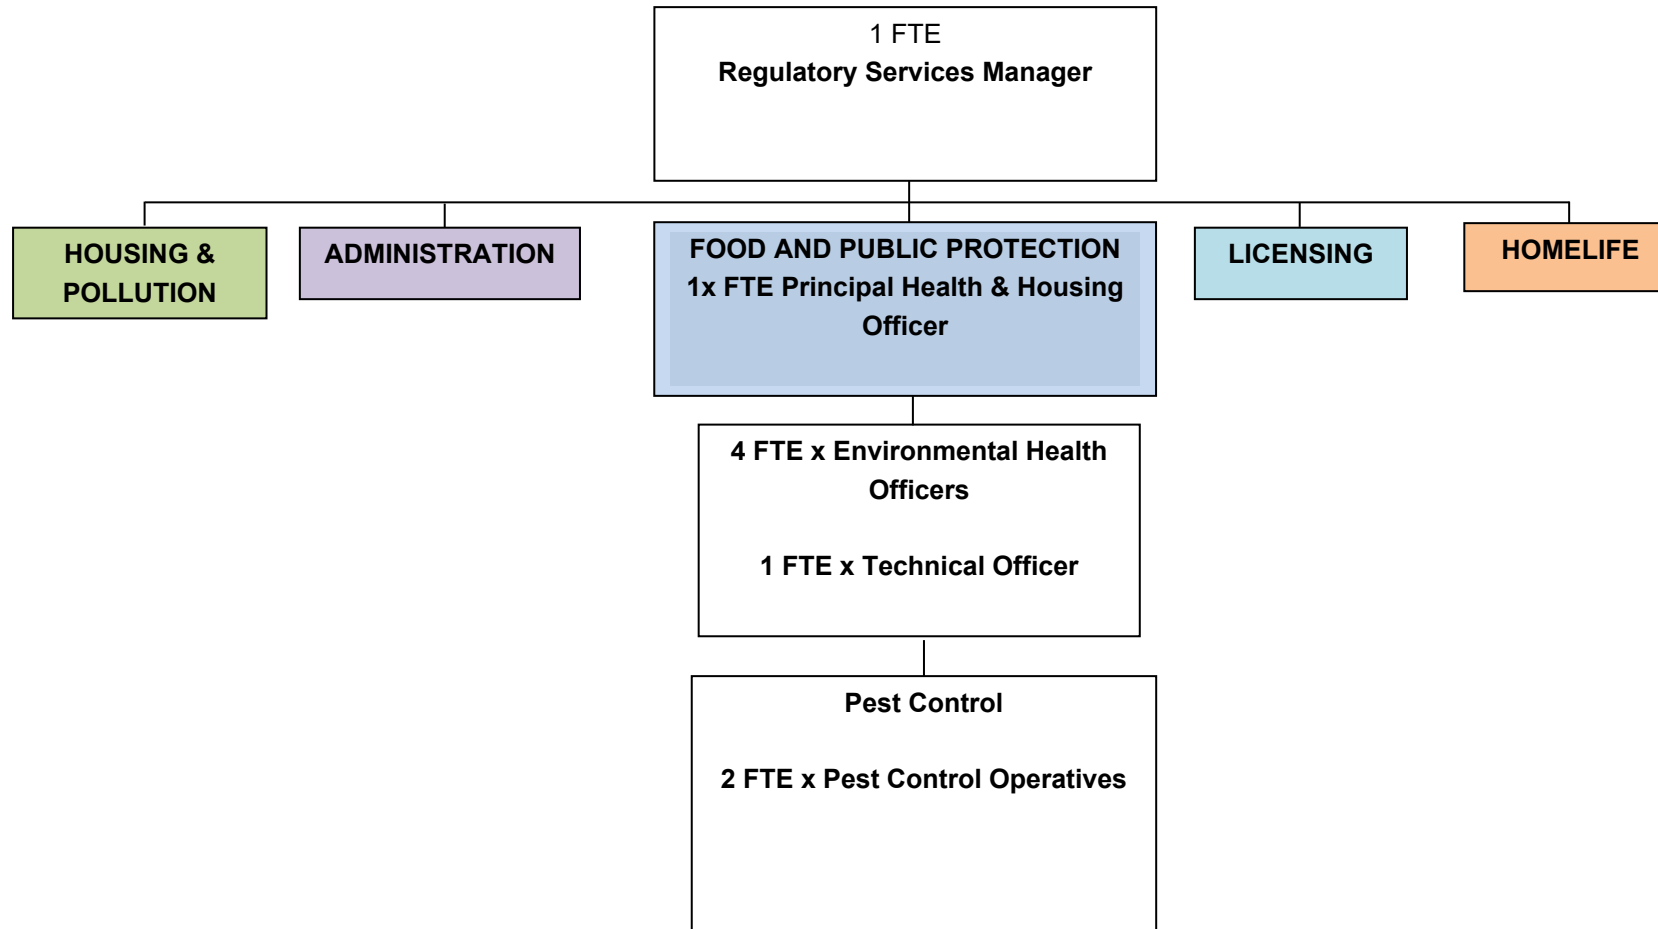 1 FTE
Regulatory Services Manager
HOUSING &
POLLUTION
ADMINISTRATION
FOOD AND PUBLIC PROTECTION
1x FTE Principal Health & Housing
Officer
LICENSING
HOMELIFE
4 FTE x Environmental Health
Officers
1 FTE x Technical Officer
Pest Control
2 FTE x Pest Control Operatives